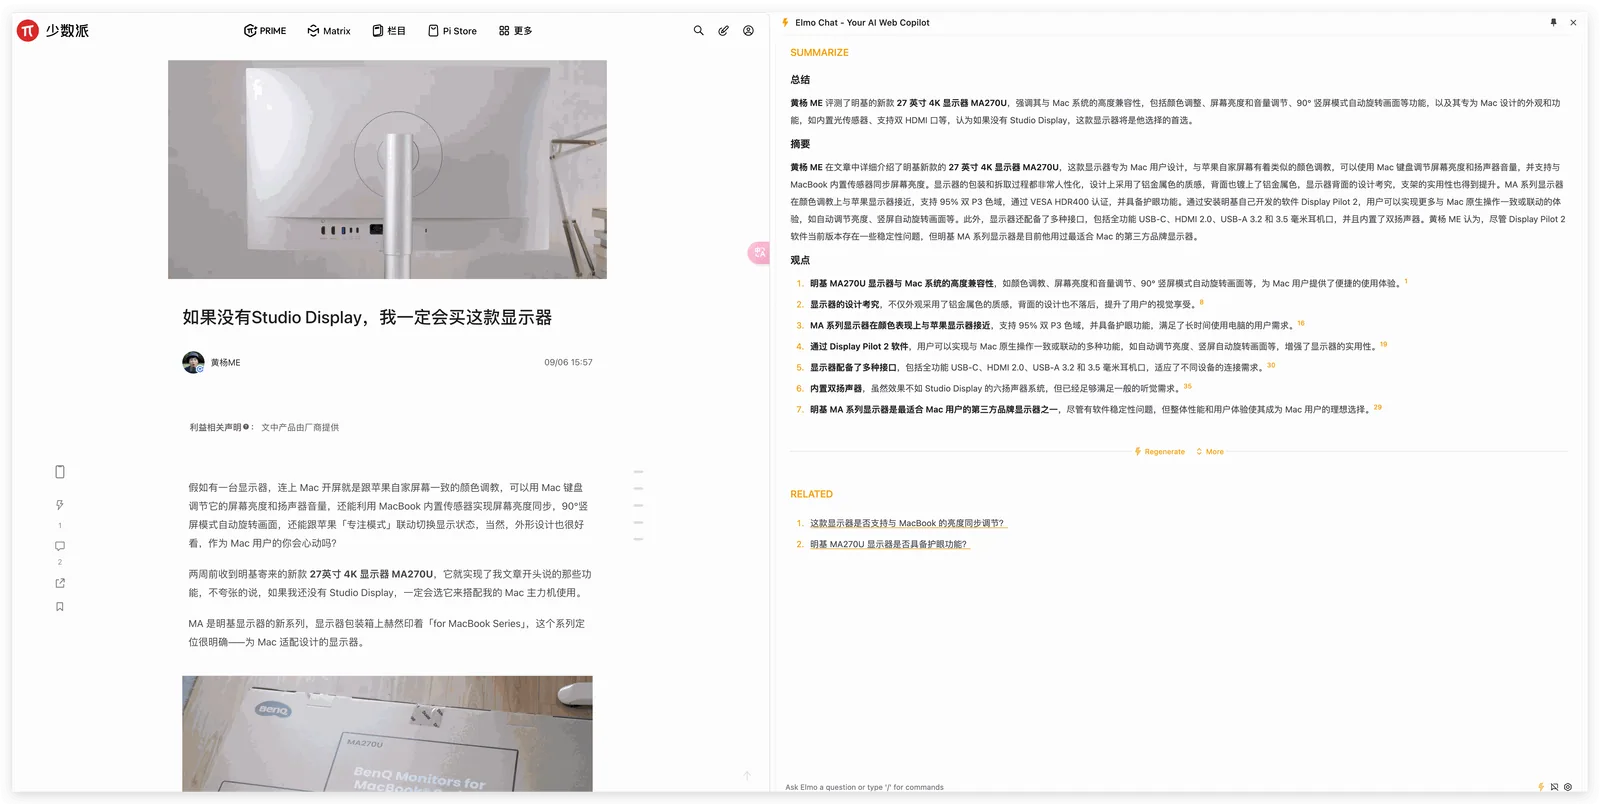 少数派
PRIME
Matrix
栏目
Pi Store
更多
如果没有Studio Display，我一定会买这款显示器
黄杨ME
09/06 15:57
利益相关声明：
文中产品由厂商提供
假如有一台显示器，连上 Mac 开屏就是跟苹果自家屏幕一致的颜色调教，可以用 Mac 键盘
调节它的屏幕亮度和扬声器音量，还能利用 MacBook 内置传感器实现屏幕亮度同步，90°竖
屏模式自动旋转画面，还能跟苹果「专注模式」联动切换显示状态，当然，外形设计也很好
看，作为 Mac 用户的你会心动吗？
两周前收到明基寄来的新款 27英寸 4K 显示器 MA270U，它就实现了我文章开头说的那些功
能，不夸张的说，如果我还没有 Studio Display，一定会选它来搭配我的 Mac 主力机使用。
MA 是明基显示器的新系列，显示器包装箱上赫然印着「for MacBook Series」，这个系列定
位很明确——为 Mac 适配设计的显示器。
1
2
BenQ
MA270U
BenQ Monitors for
MacBook
Elmo Chat - Your AI Web Copilot
SUMMARIZE
总结
黄杨 ME 评测了明基的新款 27 英寸 4K 显示器 MA270U，强调其与 Mac 系统的高度兼容性，包括颜色调整、屏幕亮度和音量调节、90° 竖屏模式自动旋转画面等功能，以及其专为 Mac 设计的外观和功
能，如内置光传感器、支持双 HDMI 口等，认为如果没有 Studio Display，这款显示器将是他选择的首选。
摘要
黄杨 ME 在文章中详细介绍了明基新款的 27 英寸 4K 显示器 MA270U，这款显示器专为 Mac 用户设计，与苹果自家屏幕有着类似的颜色调教，可以使用 Mac 键盘调节屏幕亮度和扬声器音量，并支持与
MacBook 内置传感器同步屏幕亮度。显示器的包装和拆取过程都非常人性化，设计上采用了铝金属色的质感，背面也镀上了铝金属色，显示器背面的设计考究，支架的实用性也得到提升。MA 系列显示器
在颜色调教上与苹果显示器接近，支持 95% 双 P3 色域，通过 VESA HDR400 认证，并具备护眼功能。通过安装明基自己开发的软件 Display Pilot 2，用户可以实现更多与 Mac 原生操作一致或联动的体
验，如自动调节亮度、竖屏自动旋转画面等。此外，显示器还配备了多种接口，包括全功能 USB-C、HDMI 2.0、USB-A 3.2 和 3.5 毫米耳机口，并且内置了双扬声器。黄杨 ME 认为，尽管 Display Pilot 2
软件当前版本存在一些稳定性问题，但明基 MA 系列显示器是目前他用过最适合 Mac 的第三方品牌显示器。
观点
1. 明基 MA270U 显示器与 Mac 系统的高度兼容性，如颜色调教、屏幕亮度和音量调节、90° 竖屏模式自动旋转画面等，为 Mac 用户提供了便捷的使用体验。1
2. 显示器的设计考究，不仅外观采用了铝金属色的质感，背面的设计也不落后，提升了用户的视觉享受。8
3. MA 系列显示器在颜色表现上与苹果显示器接近，支持 95% 双 P3 色域，并具备护眼功能，满足了长时间使用电脑的用户需求。16
4. 通过 Display Pilot 2 软件，用户可以实现与 Mac 原生操作一致或联动的多种功能，如自动调节亮度、竖屏自动旋转画面等，增强了显示器的实用性。19
5. 显示器配备了多种接口，包括全功能 USB-C、HDMI 2.0、USB-A 3.2 和 3.5 毫米耳机口，适应了不同设备的连接需求。30
6. 内置双扬声器，虽然效果不如 Studio Display 的六扬声器系统，但已经足够满足一般的听觉需求。35
7. 明基 MA 系列显示器是最适合 Mac 用户的第三方品牌显示器之一，尽管有软件稳定性问题，但整体性能和用户体验使其成为 Mac 用户的理想选择。29
Regenerate
More
RELATED
1. 这款显示器是否支持与 MacBook 的亮度同步调节？
2. 明基 MA270U 显示器是否具备护眼功能？
Ask Elmo a question or type '/' for commands